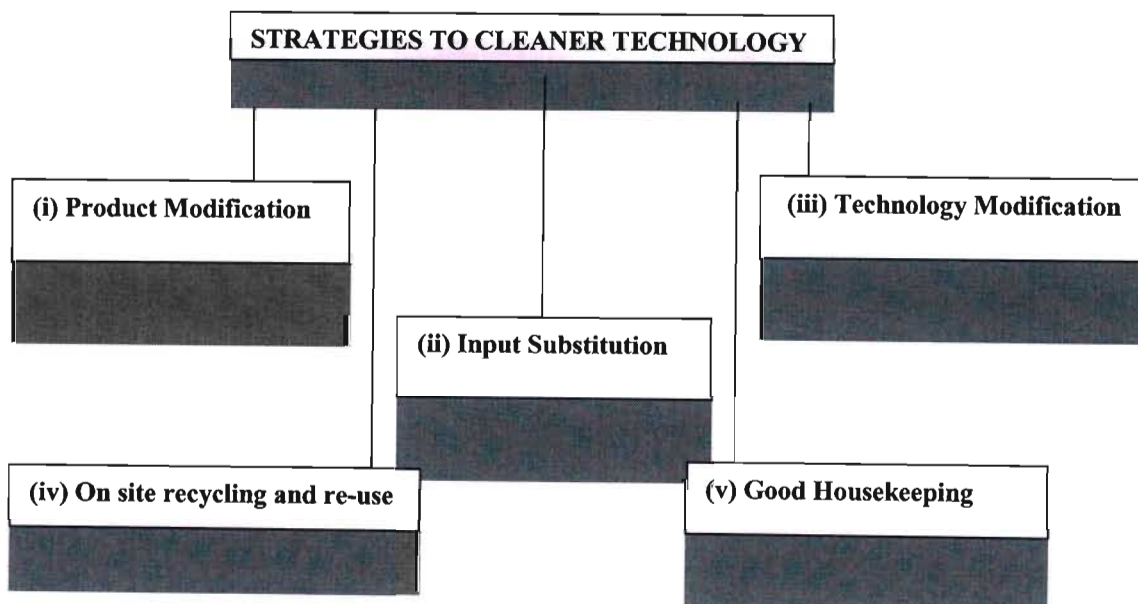 STRATEGIES TO CLEANER TECHNOLOGY
(i) Product Modification
(iii) Technology Modification
(ii) Input Substitution
(iv) On site recycling and re-use
(v) Good Housekeeping